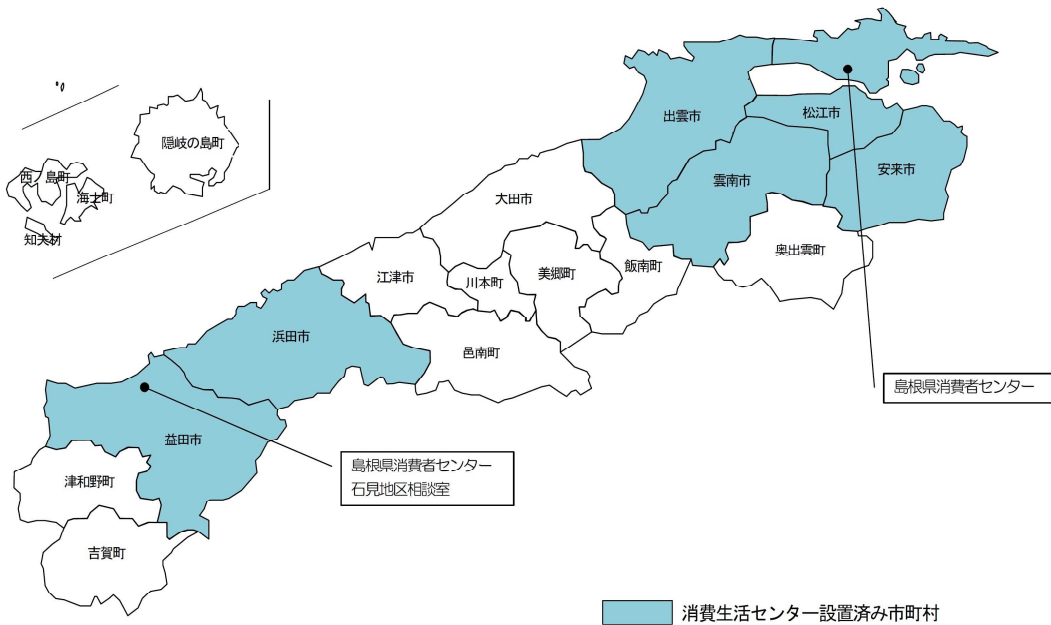 出雲市
松江市
安来市
雲南市
隠岐の島町
西ノ島町
海士町
知夫村
大田市
奥出雲町
飯南町
美郷町
川本町
江津市
邑南町
浜田市
島根県消費者センター
益田市
島根県消費者センター
石見地区相談室
津和野町
吉賀町
消費生活センター設置済み市町村